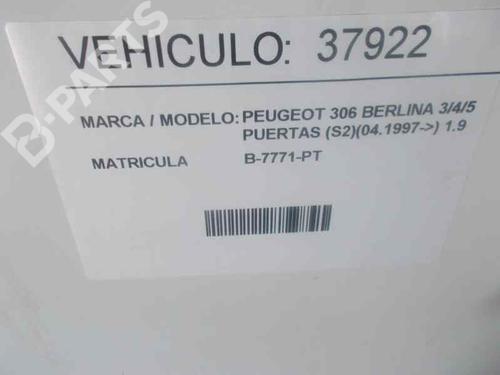 VEHICULO: 37922
MARCA / MODELO: PEUGEOT 306 BERLINA 3/4/5
PUERTAS (S2)(04.1997->) 1.9
MATRICULA B-7771-PT
B-PARTS